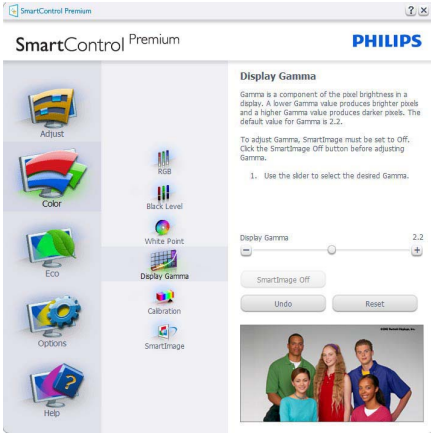 SmartControl Premium
SmartControl Premium
PHILIPS
Adjust
Color
Eco
Options
Help
RGB
Black Level
White Point
Display Gamma
Calibration
SmartImage
Display Gamma
Gamma is a component of the pixel brightness in a
display. A lower Gamma value produces brighter pixels
and a higher Gamma value produces darker pixels. The
default value for Gamma is 2.2.
To adjust Gamma, SmartImage must be set to Off.
Click the SmartImage Off button before adjusting
Gamma.
1. Use the slider to select the desired Gamma.
Display Gamma 2.2
SmartImage Off
Undo Reset